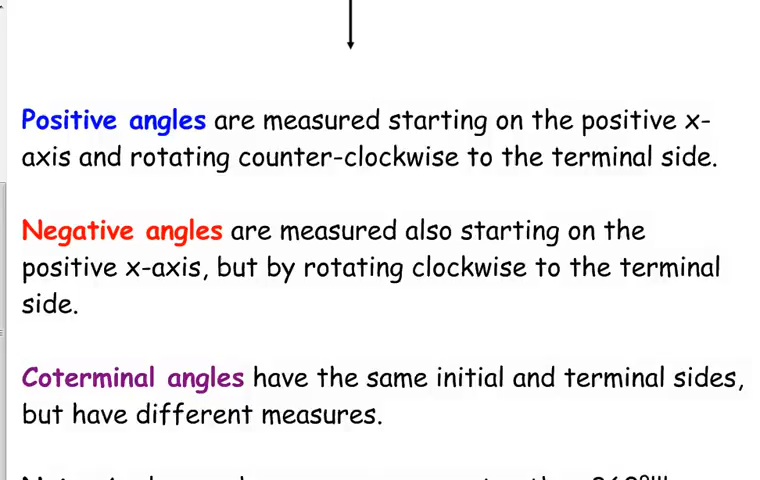 Positive angles are measured starting on the positive x-
axis and rotating counter-clockwise to the terminal side.
Negative angles are measured also starting on the
positive x-axis, but by rotating clockwise to the terminal
side.
Coterminal angles have the same initial and terminal sides,
but have different measures.